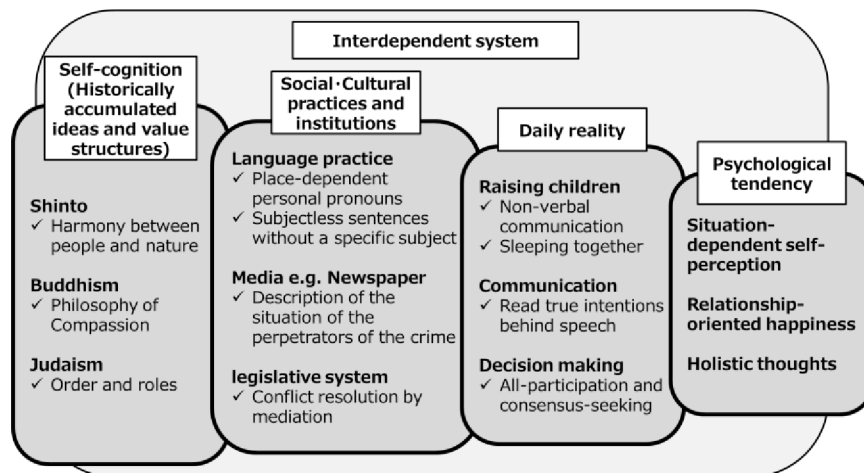 Interdependent system
Self-cognition
(Historically
accumulated
ideas and value
structures)
Shinto
✓ Harmony between
people and nature
Buddhism
✓ Philosophy of
Compassion
Judaism
✓ Order and roles
Social·Cultural
practices and
institutions
Language practice
✓ Place-dependent
personal pronouns
✓ Subjectless sentences
without a specific subject
Media e.g. Newspaper
✓ Description of the
situation of the
perpetrators of the crime
legislative system
✓ Conflict resolution by
mediation
Daily reality
Raising children
✓ Non-verbal
communication
✓ Sleeping together
Communication
✓ Read true intentions
behind speech
Decision making
✓ All-participation and
consensus-seeking
Psychological
tendency
Situation-
dependent self-
perception
Relationship-
oriented happiness
Holistic thoughts